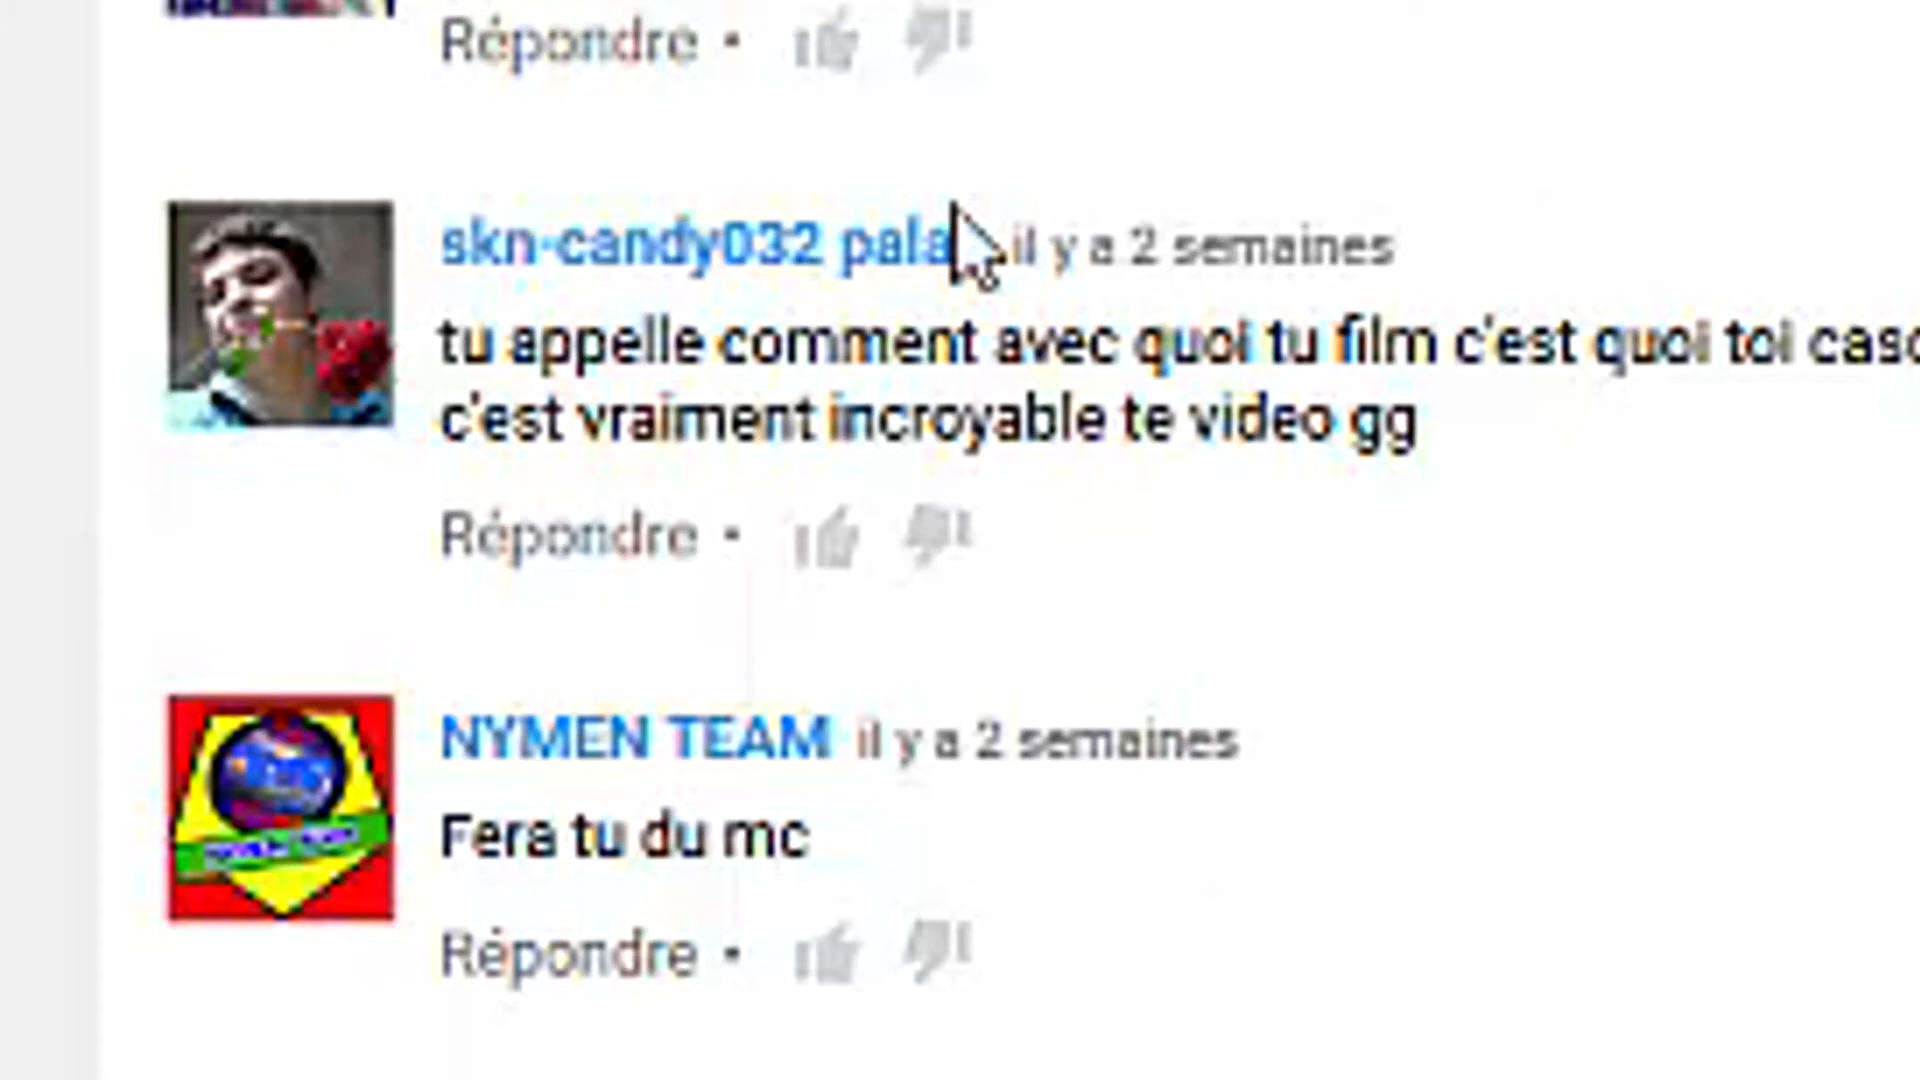 Répondre •
skn-candy032 pala il y a 2 semaines
tu appelle comment avec quoi tu film c'est quoi toi casq
c'est vraiment incroyable te video gg
Répondre •
NYMEN TEAM il y a 2 semaines
Fera tu du mc
Répondre •